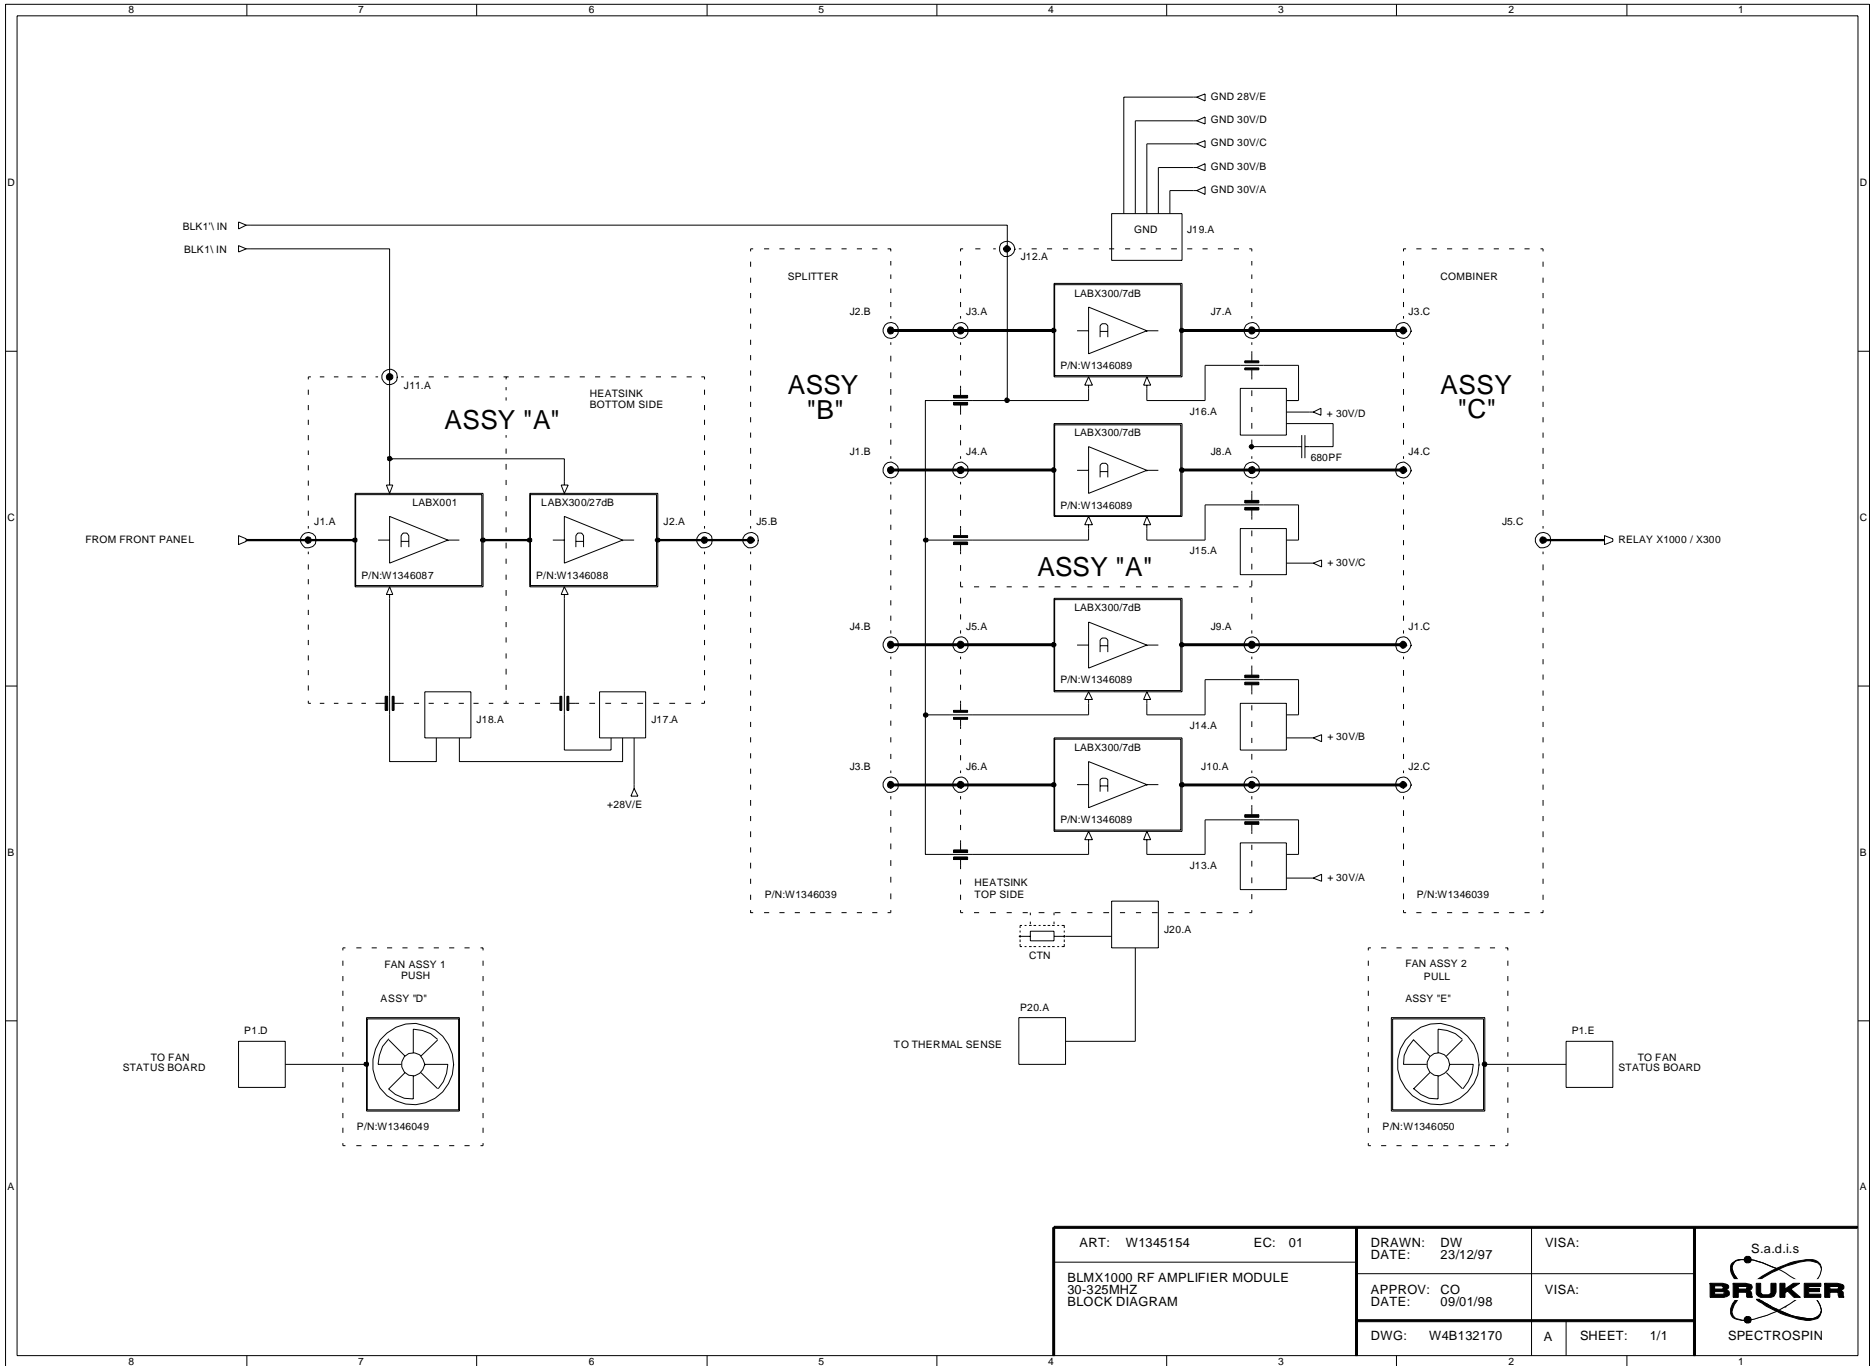 8 7 6 5 4 3 2 1
D
D
C
C
B
B
A
A
GND 28V/E
GND 30V/D
GND 30V/C
GND 30V/B
GND 30V/A
GND
J19.A
BLK1'\ IN
BLK1\ IN
J12.A
SPLITTER
COMBINER
LABX300/7dB
J2.B
J3.A
J7.A
J3.C
A
P/N:W1346089
J11.A
HEATSINK
BOTTOM SIDE
ASSY "A"
ASSY
"B"
ASSY
"C"
J16.A
+ 30V/D
680PF
LABX300/7dB
J1.B
J4.A
J8.A
J4.C
A
P/N:W1346089
LABX001
LABX300/27dB
FROM FRONT PANEL
J1.A
A
A
J2.A
J5.B
P/N:W1346087
P/N:W1346088
J15.A
+ 30V/C
ASSY "A"
J5.C
RELAY X1000 / X300
LABX300/7dB
J4.B
J5.A
J9.A
J1.C
A
P/N:W1346089
J18.A
J17.A
+28V/E
J14.A
+ 30V/B
LABX300/7dB
J3.B
J6.A
J10.A
J2.C
A
P/N:W1346089
J13.A
+ 30V/A
HEATSINK
TOP SIDE
P/N:W1346039
P/N:W1346039
J20.A
CTN
FAN ASSY 1
PUSH
ASSY "D"
P1.D
TO FAN
STATUS BOARD
P/N:W1346049
P20.A
TO THERMAL SENSE
FAN ASSY 2
PULL
ASSY "E"
P1.E
TO FAN
STATUS BOARD
P/N:W1346050
ART: W1345154 EC: 01
BLMX1000 RF AMPLIFIER MODULE
30-325MHZ
BLOCK DIAGRAM
DRAWN: DW
DATE: 23/12/97
VISA:
APPROV: CO
DATE: 09/01/98
VISA:
DWG: W4B132170 A SHEET: 1/1
S.a.d.i.s
BRUKER
SPECTROSPIN
8 7 6 5 4 3 2 1